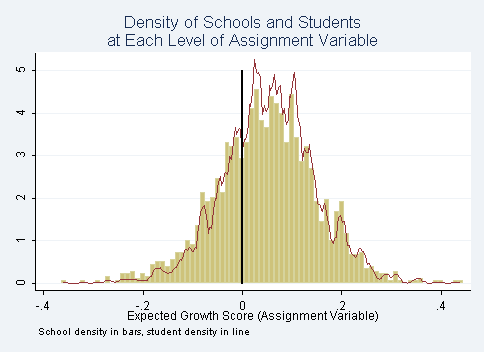 Density of Schools and Students
at Each Level of Assignment Variable
5
4
3
2
1
0
-.4
-.2
0
.2
.4
Expected Growth Score (Assignment Variable)
School density in bars, student density in line